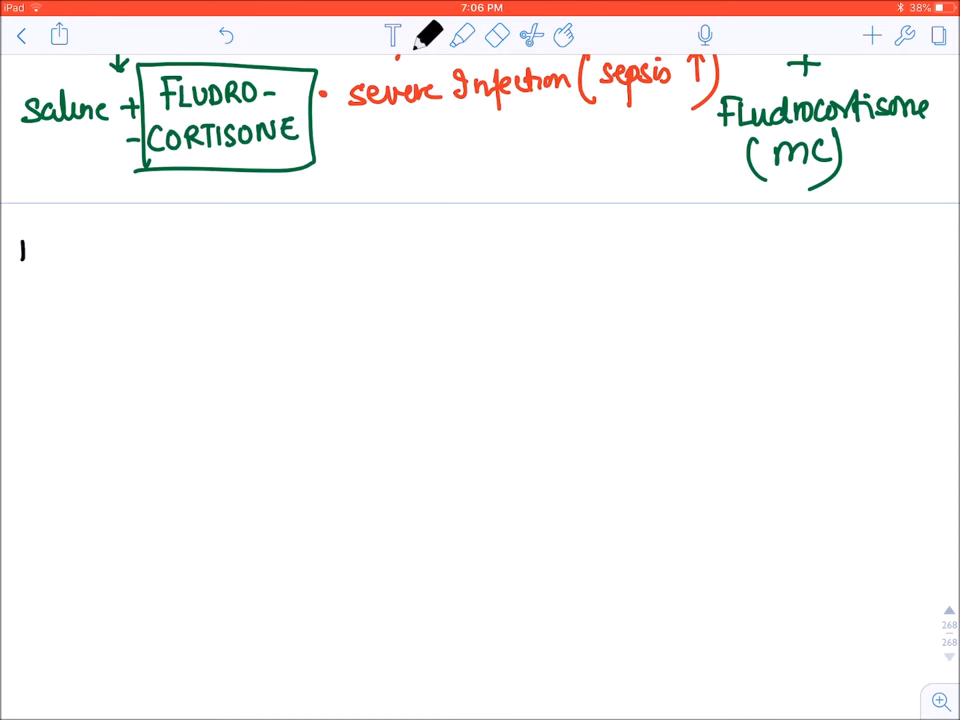 iPad
7:06 PM
38%
T
saline + FLUDRO-
-CORTISONE
• severe Infection (sepsis ↑)
+
Fludrocortisone
(mc)
I
268
268